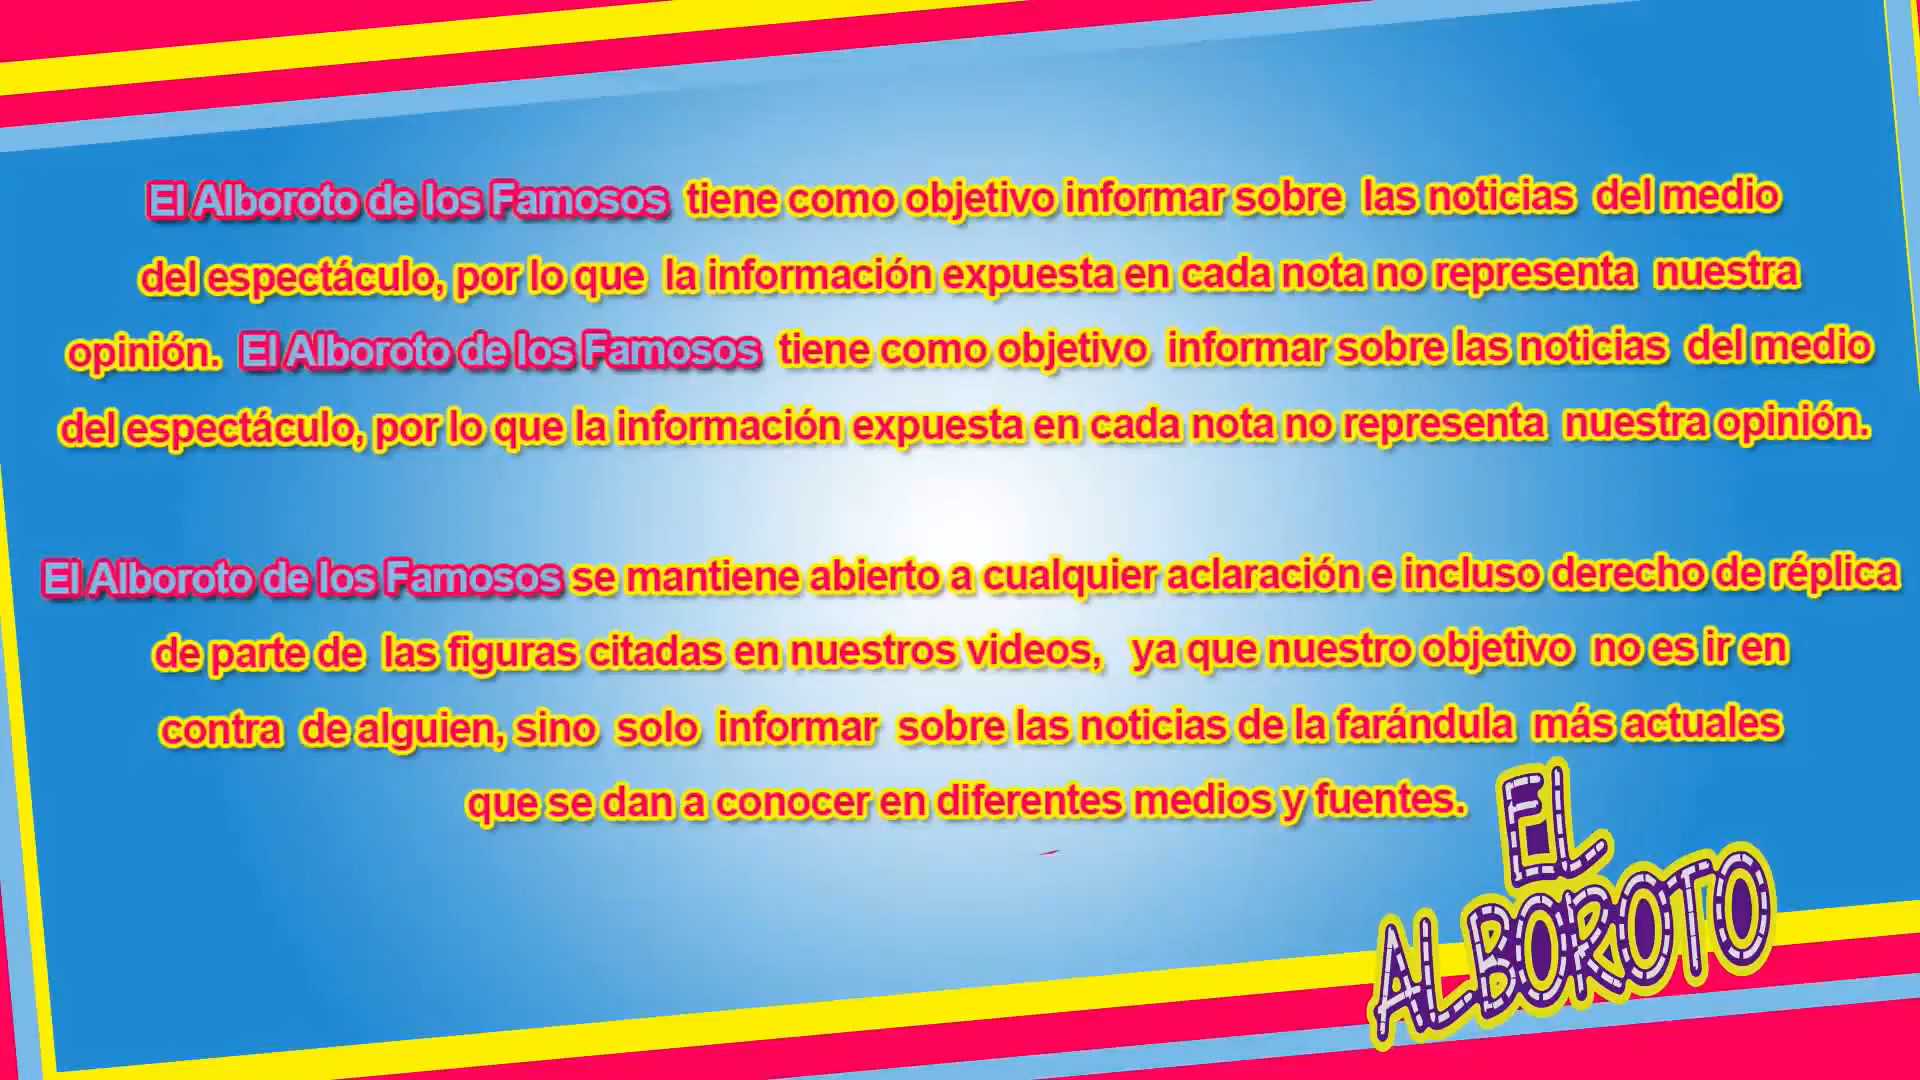 El Alboroto de los Famosos tiene como objetivo informar sobre las noticias del medio
del espectáculo, por lo que la información expuesta en cada nota no representa nuestra
opinión. El Alboroto de los Famosos tiene como objetivo informar sobre las noticias del medio
del espectáculo, por lo que la información expuesta en cada nota no representa nuestra opinión.
El Alboroto de los Famosos se mantiene abierto a cualquier aclaración e incluso derecho de réplica
de parte de las figuras citadas en nuestros videos, ya que nuestro objetivo no es ir en
contra de alguien, sino solo informar sobre las noticias de la farándula más actuales
que se dan a conocer en diferentes medios y fuentes.
EL
ALBOROTO